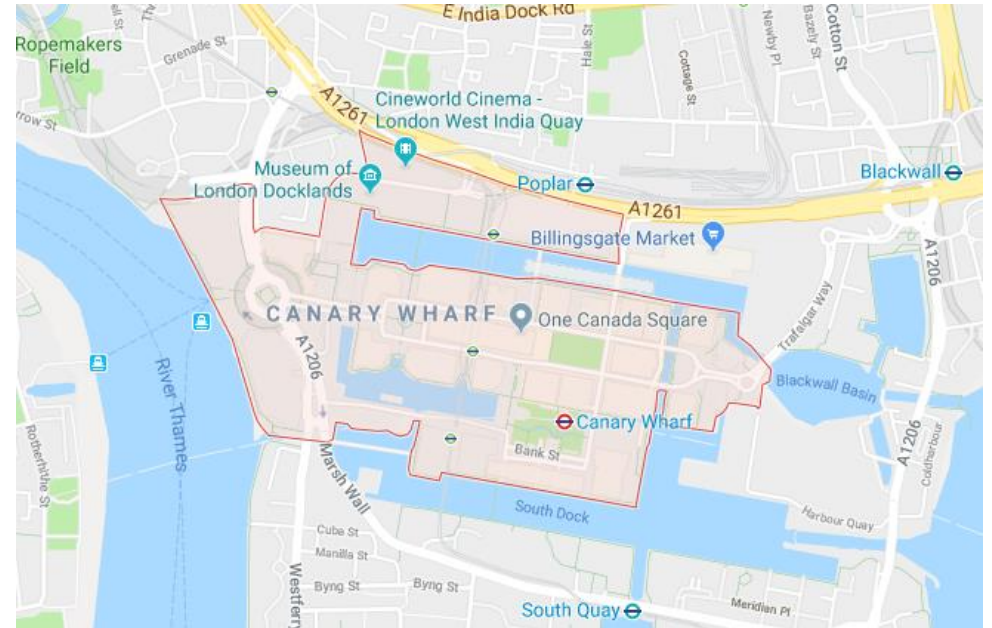 E India Dock Rd
Ropemakers
Field
Grenade St
Hale St
Cottage St
Newby Pl
Bazely St
Cotton St
rrow St
A1261
Cineworld Cinema -
London West India Quay
Museum of
London Docklands
Poplar
Blackwall
A1261
Billingsgate Market
A1206
CANARY WHARF
One Canada Square
Trafalgar Way
A1206
River Thames
Blackwall Basin
Canary Wharf
Bank St
A1206
Coldharbour
Rotherhithe St
Marsh Wall
South Dock
Harbour Quay
Cuba St
Manilla St
Byng St
Byng St
Westferry
South Quay
Meridian Pl